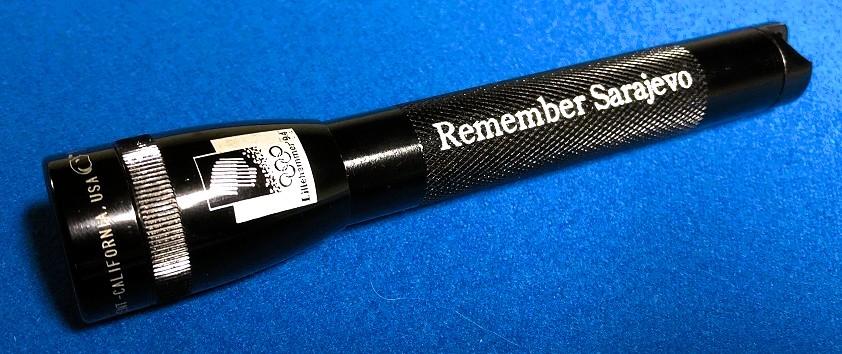 Remember Sarajevo
Lillehammer'94
CALIFORNIA, USA